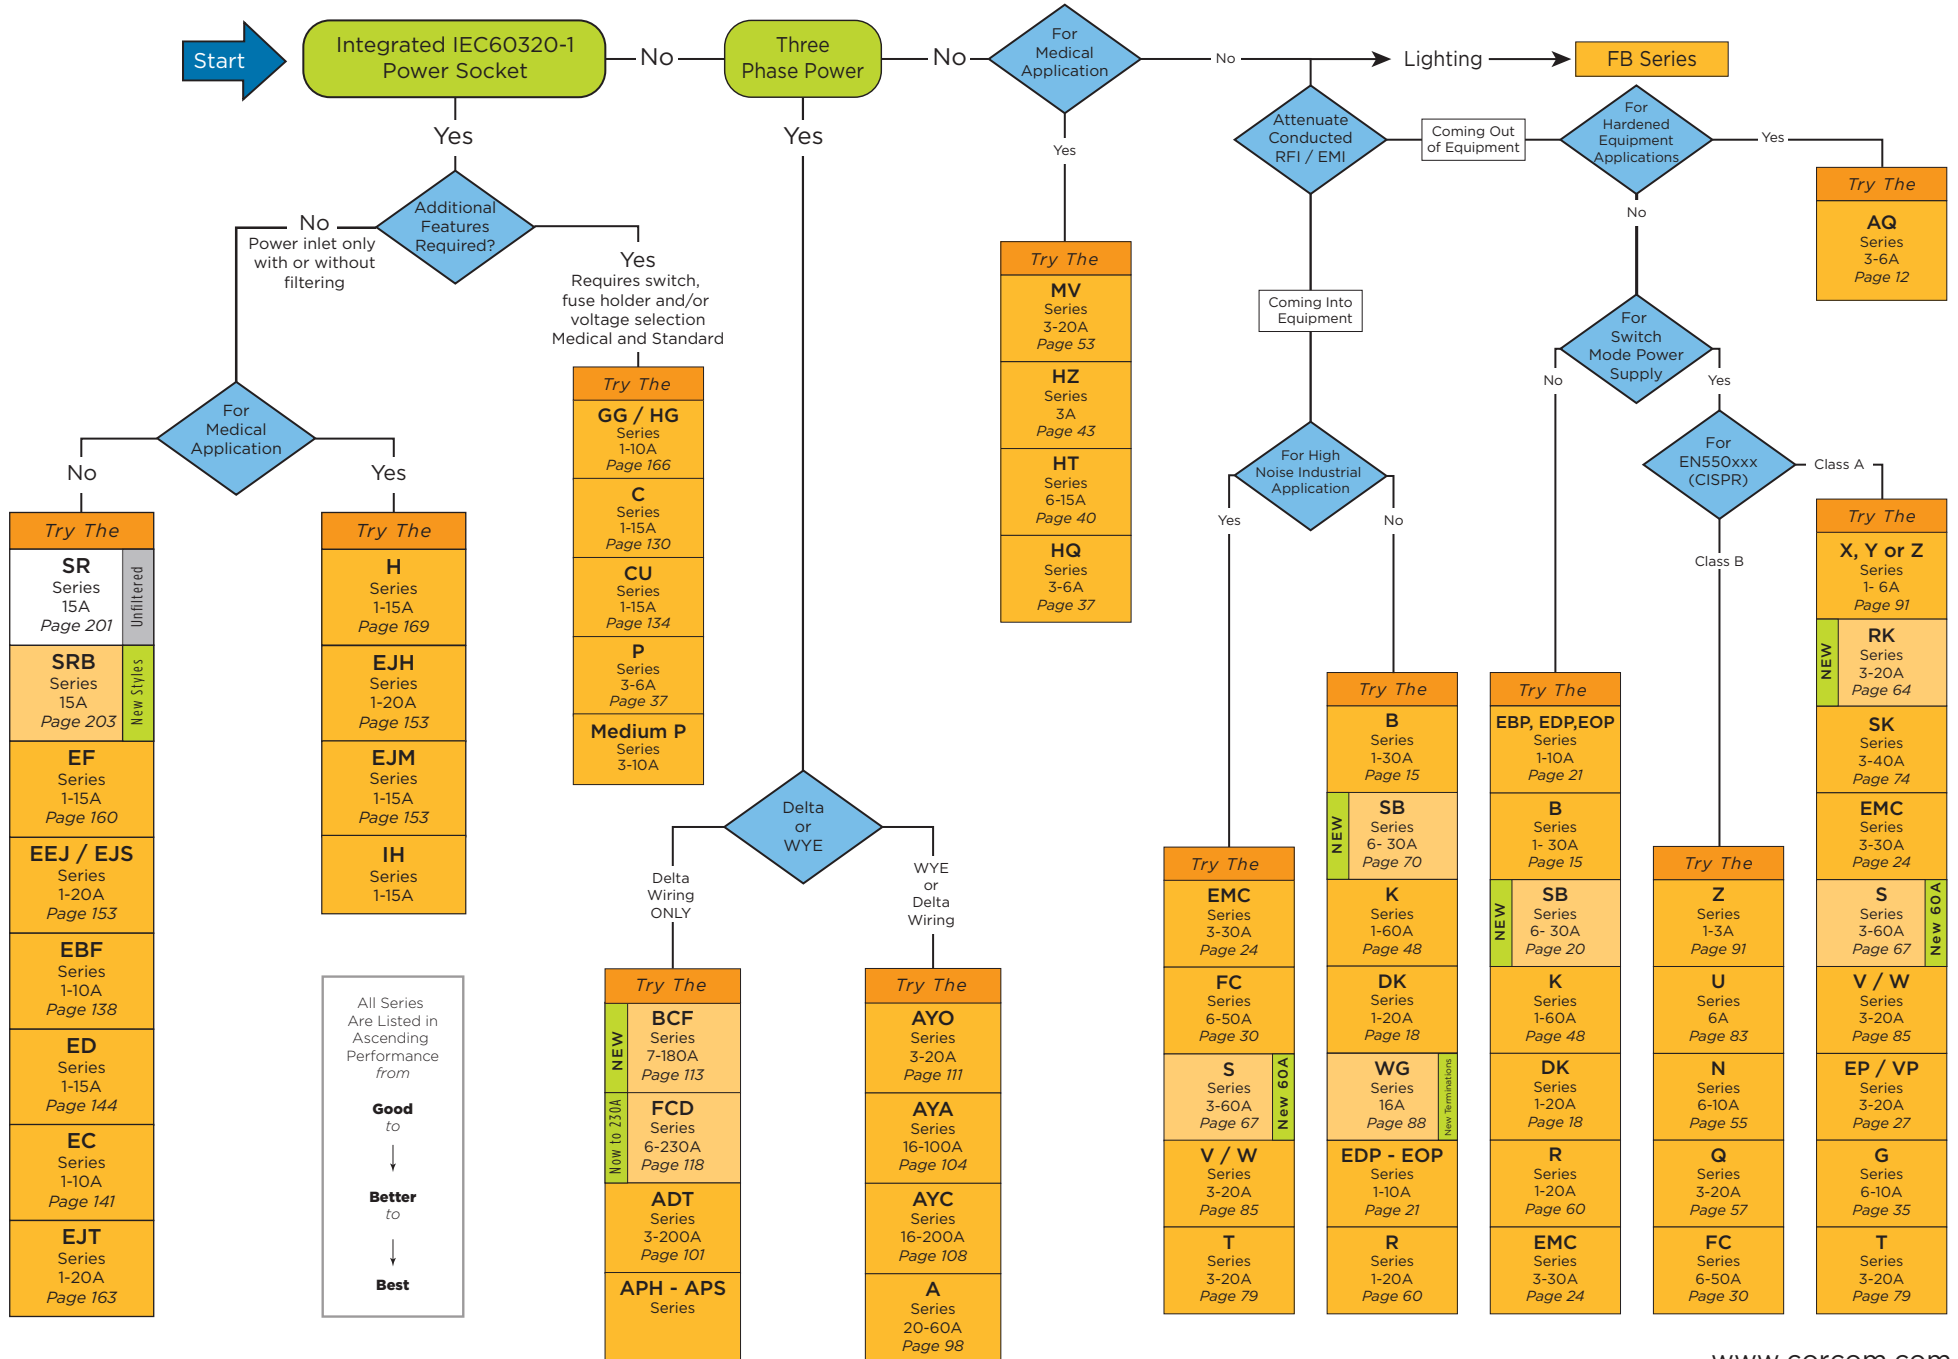 Start
Integrated IEC60320-1
Power Socket
No
Three
Phase Power
No
For
Medical
Application
No
Lighting
FB Series
Yes
Yes
Yes
Attenuate
Conducted
RFI / EMI
Coming Out
of Equipment
For
Hardened
Equipment
Applications
Yes
Try The
AQ
Series
3-6A
Page 12
No
Additional
Features
Required?
No
Power inlet only
with or without
filtering
Yes
Requires switch,
fuse holder and/or
voltage selection
Medical and Standard
Try The
GG / HG
Series
1-10A
Page 166
C
Series
1-15A
Page 130
CU
Series
1-15A
Page 134
P
Series
3-6A
Page 37
Medium P
Series
3-10A
For
Medical
Application
No
Yes
Try The
SR
Series
15A
Page 201
Unfiltered
SRB
Series
15A
Page 203
New Styles
EF
Series
1-15A
Page 160
EEJ / EJS
Series
1-20A
Page 153
EBF
Series
1-10A
Page 138
ED
Series
1-15A
Page 144
EC
Series
1-10A
Page 141
EJT
Series
1-20A
Page 163
Try The
H
Series
1-15A
Page 169
EJH
Series
1-20A
Page 153
EJM
Series
1-15A
Page 153
IH
Series
1-15A
All Series
Are Listed in
Ascending
Performance
from
Good
to
Better
to
Best
Delta
or
WYE
Delta
Wiring
ONLY
WYE
or
Delta
Wiring
Try The
NEW
BCF
Series
7-180A
Page 113
Now to 230A
FCD
Series
6-230A
Page 118
ADT
Series
3-200A
Page 101
APH - APS
Series
Try The
AYO
Series
3-20A
Page 111
AYA
Series
16-100A
Page 104
AYC
Series
16-200A
Page 108
A
Series
20-60A
Page 98
Try The
MV
Series
3-20A
Page 53
HZ
Series
3A
Page 43
HT
Series
6-15A
Page 40
HQ
Series
3-6A
Page 37
Coming Into
Equipment
For High
Noise Industrial
Application
Yes
No
Try The
EMC
Series
3-30A
Page 24
FC
Series
6-50A
Page 30
S
Series
3-60A
Page 67
New 60A
V / W
Series
3-20A
Page 85
T
Series
3-20A
Page 79
Try The
B
Series
1-30A
Page 15
NEW
SB
Series
6- 30A
Page 70
K
Series
1-60A
Page 48
DK
Series
1-20A
Page 18
WG
Series
16A
Page 88
New Terminations
EDP - EOP
Series
1-10A
Page 21
R
Series
1-20A
Page 60
For
Switch
Mode Power
Supply
No
Yes
Try The
EBP, EDP,EOP
Series
1-10A
Page 21
B
Series
1- 30A
Page 15
NEW
SB
Series
6- 30A
Page 20
K
Series
1-60A
Page 48
DK
Series
1-20A
Page 18
R
Series
1-20A
Page 60
EMC
Series
3-30A
Page 24
For
EN550xxx
(CISPR)
Class A
Class B
Try The
Z
Series
1-3A
Page 91
U
Series
6A
Page 83
N
Series
6-10A
Page 55
Q
Series
3-20A
Page 57
FC
Series
6-50A
Page 30
Try The
X, Y or Z
Series
1- 6A
Page 91
NEW
RK
Series
3-20A
Page 64
SK
Series
3-40A
Page 74
EMC
Series
3-30A
Page 24
S
Series
3-60A
Page 67
New 60A
V / W
Series
3-20A
Page 85
EP / VP
Series
3-20A
Page 27
G
Series
6-10A
Page 35
T
Series
3-20A
Page 79
www.corcom.com